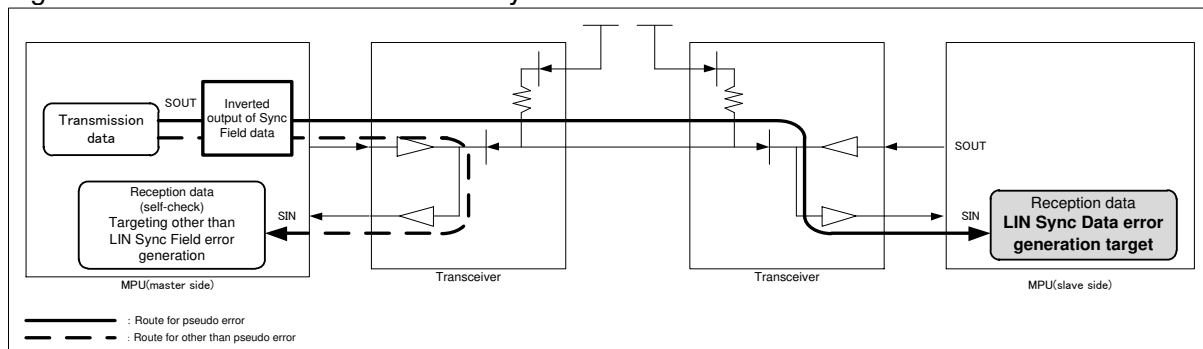 SOUT
Transmission
data
Inverted
output of Sync
Field data
Reception data
(self-check)
Targeting other than
LIN Sync Field error
generation
SIN
MPU(master side)
Transceiver
Transceiver
SOUT
SIN
Reception data
LIN Sync Data error
generation target
MPU(slave side)
: Route for pseudo error
: Route for other than pseudo error